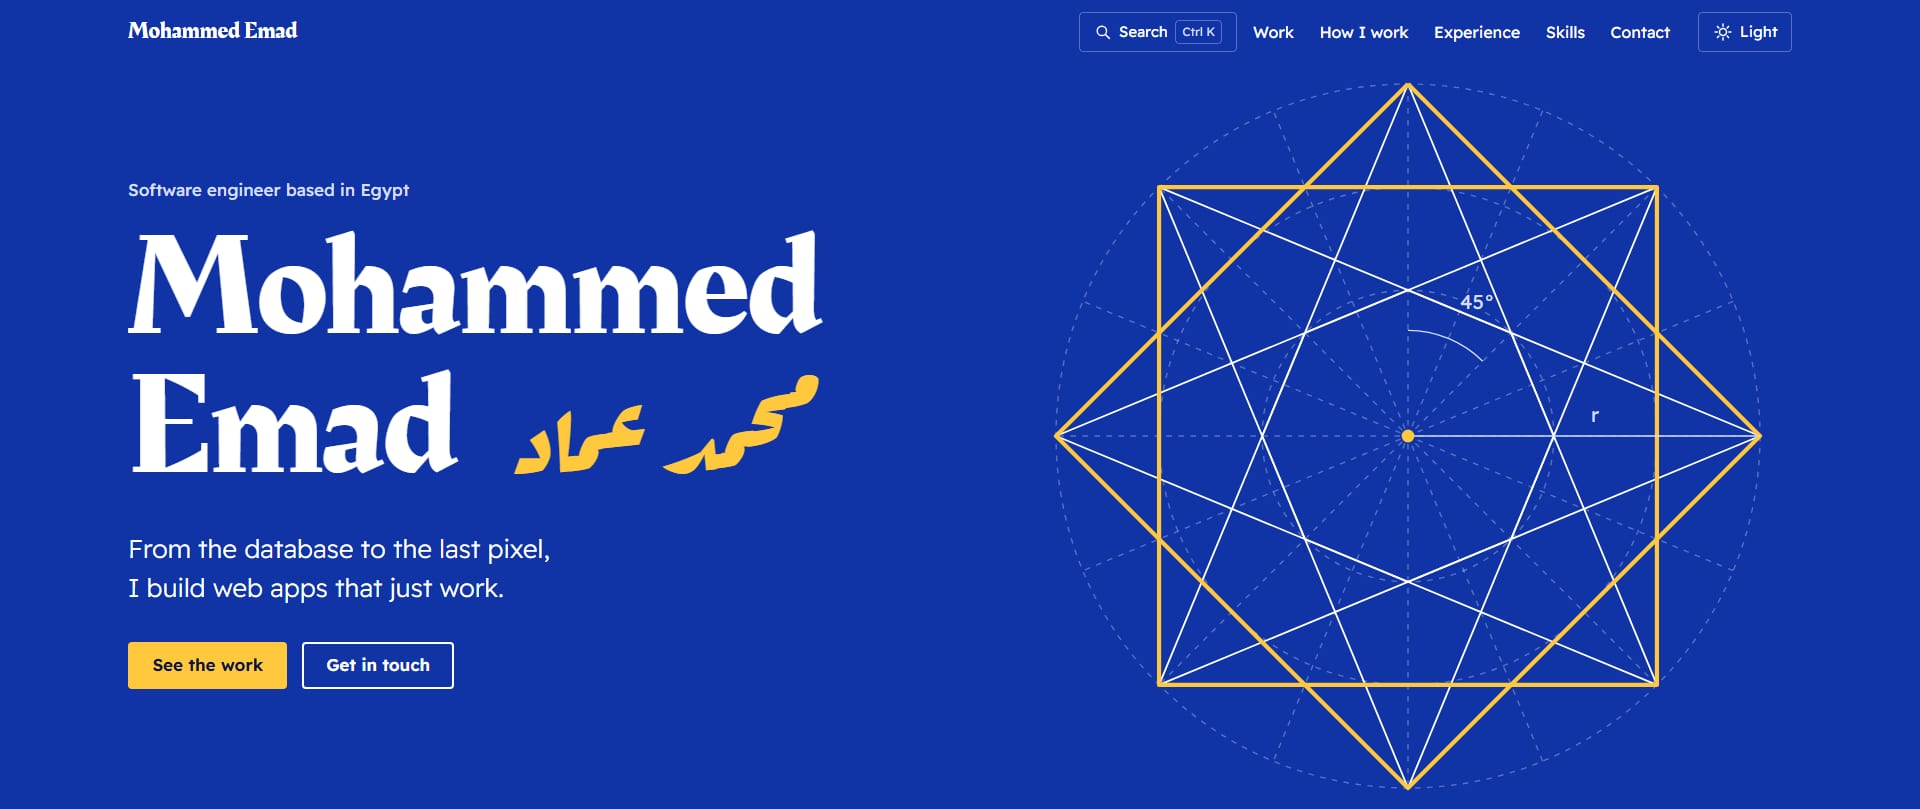 Mohammed Emad
Search Ctrl K Work How I work Experience Skills Contact Light
Software engineer based in Egypt
Mohammed
Emad محمد عماد
From the database to the last pixel,
I build web apps that just work.
See the work Get in touch
45°
r